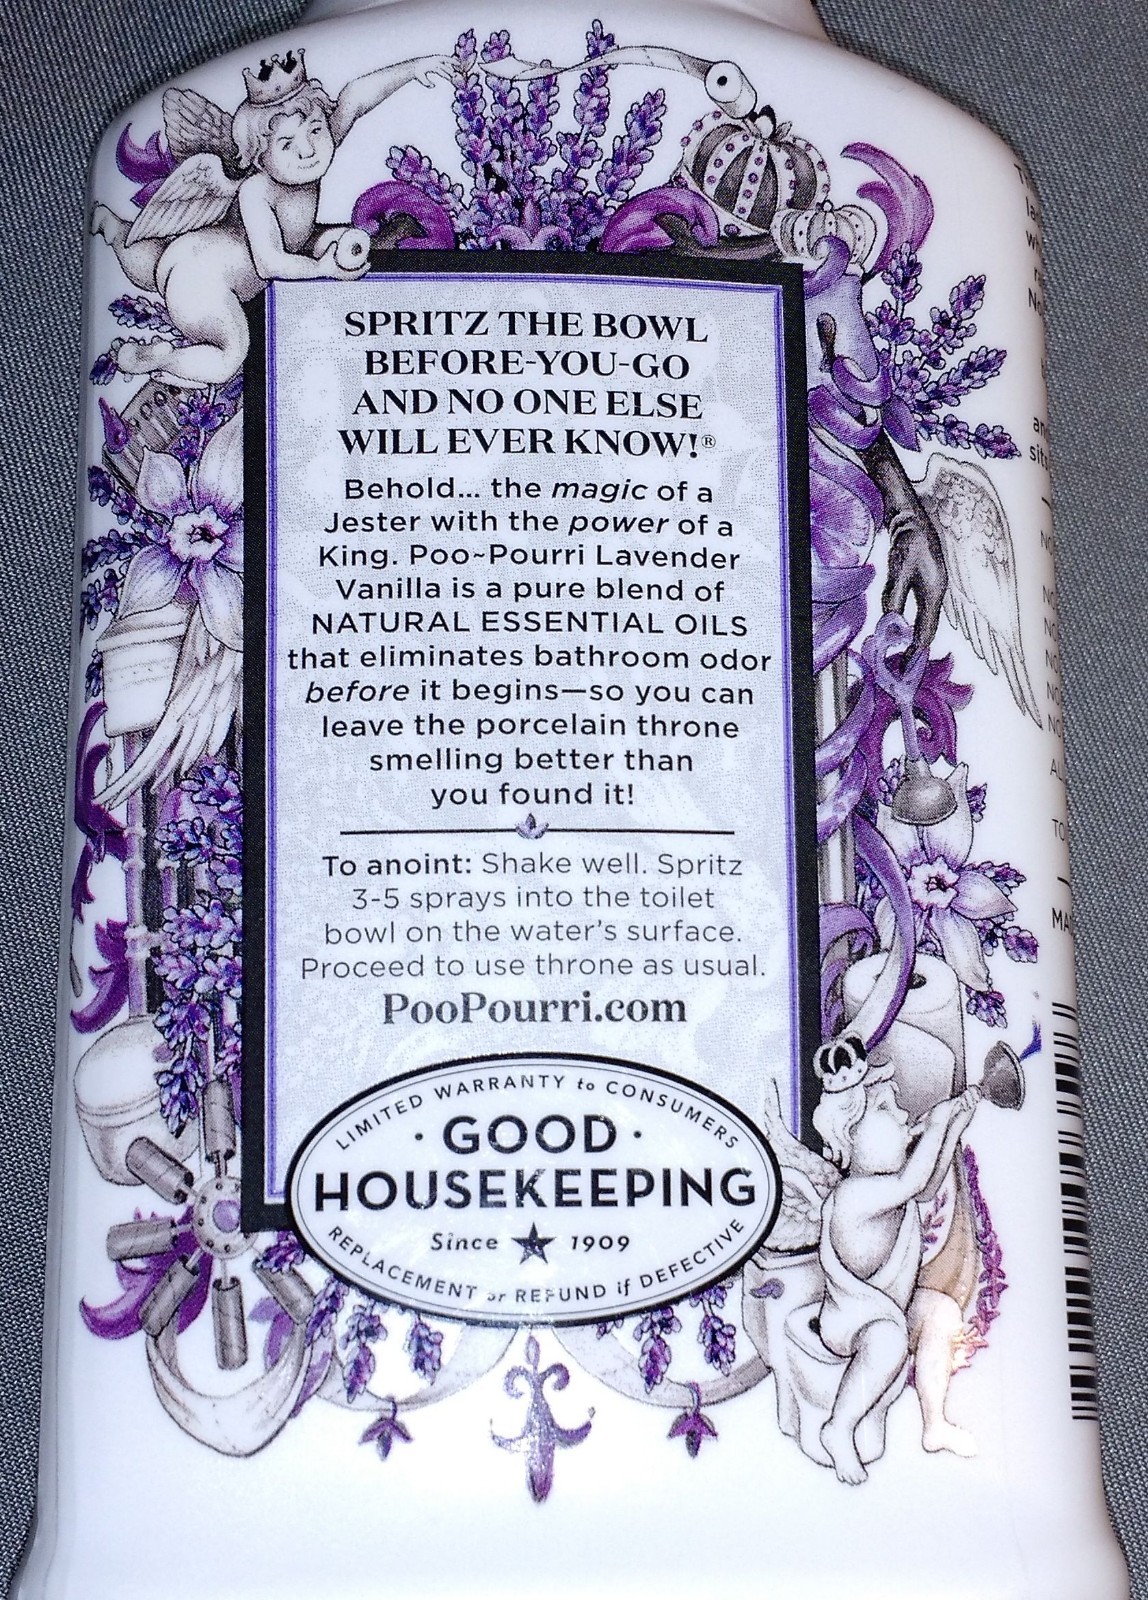 SPRITZ THE BOWL
BEFORE-YOU-GO
AND NO ONE ELSE
WILL EVER KNOW!®
Behold... the magic of a
Jester with the power of a
King. Poo~Pourri Lavender
Vanilla is a pure blend of
NATURAL ESSENTIAL OILS
that eliminates bathroom odor
before it begins—so you can
leave the porcelain throne
smelling better than
you found it!
To anoint: Shake well. Spritz
3-5 sprays into the toilet
bowl on the water's surface.
Proceed to use throne as usual.
PooPourri.com
LIMITED WARRANTY to CONSUMERS
· GOOD ·
HOUSEKEEPING
Since ★ 1909
REPLACEMENT or REFUND if DEFECTIVE